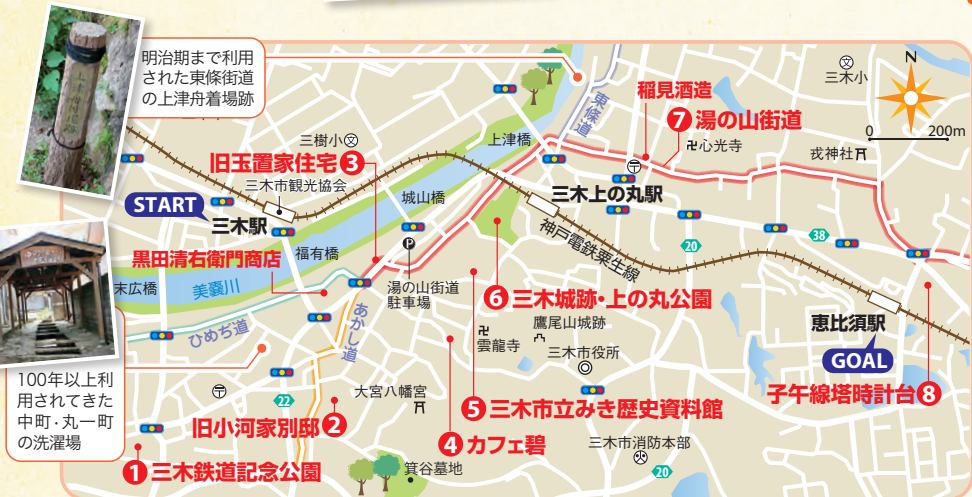 明治期まで利用
された東條街道
の上津舟着場跡
三樹小
文
旧玉置家住宅 3
三木市観光協会
START
三木駅
城山橋
上津橋
東條道
稲見酒造
7 湯の山街道
卍心光寺
文
三木小
N
0 200m
戎神社
三木上の丸駅
神戸電鉄粟生線
20
38
黒田清右衛門商店
福有橋
P
湯の山街道
駐車場
末広橋
美嚢川
ひめぢ道
あかし道
6 三木城跡・上の丸公園
鷹尾山城跡
卍
雲龍寺
三木市役所
恵比須駅
GOAL
子午線塔時計台 8
100年以上利
用されてきた
中町・丸一町
の洗濯場
22
大宮八幡宮
旧小河家別邸 2
5 三木市立みき歴史資料館
4 カフェ碧
三木市消防本部
20
1 三木鉄道記念公園
箕谷墓地